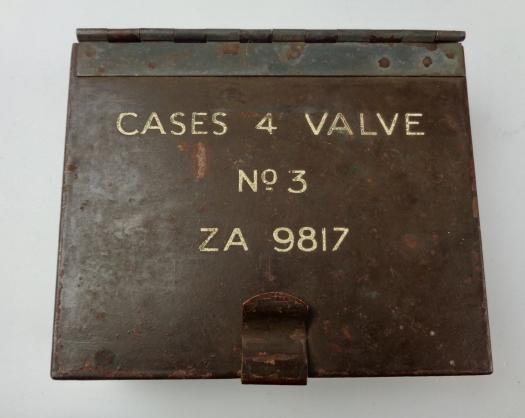 CASES 4 VALVE
Nº 3
ZA 9817